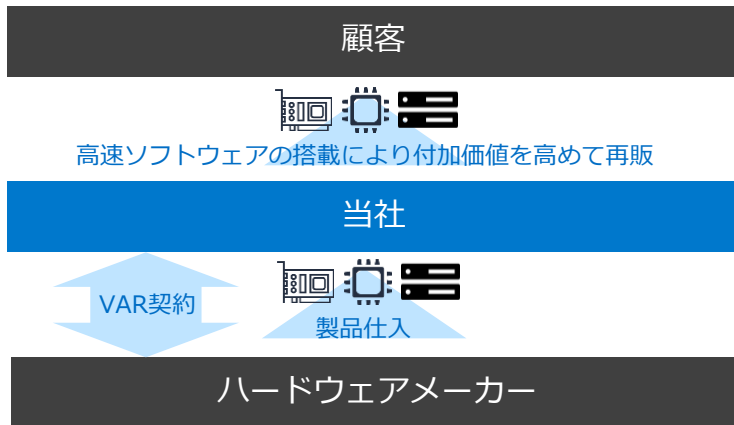 顧客
高速ソフトウェアの搭載により付加価値を高めて再販
当社
VAR契約
製品仕入
ハードウェアメーカー